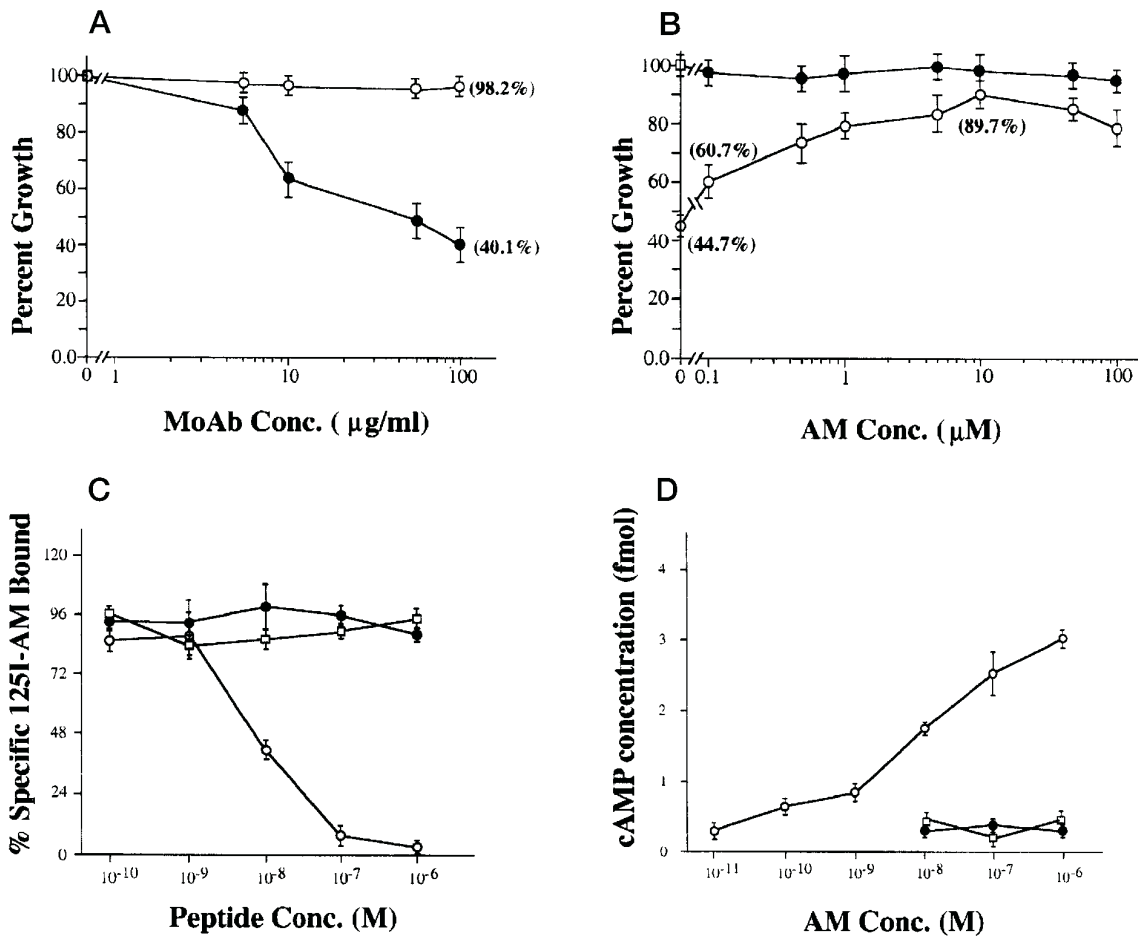 A
Percent Growth
100
80
60
40
20
0.0
(98.2%)
(40.1%)
0 1 10 100
MoAb Conc. ( µg/ml)
B
Percent Growth
100
80
60
40
20
0.0
(60.7%)
(89.7%)
(44.7%)
0 0.1 1 10 100
AM Conc. (µM)
C
% Specific 125I-AM Bound
120
96
72
48
24
0
10-10 10-9 10-8 10-7 10-6
Peptide Conc. (M)
D
cAMP concentration (fmol)
4
3
2
1
0
10-11 10-10 10-9 10-8 10-7 10-6
AM Conc. (M)